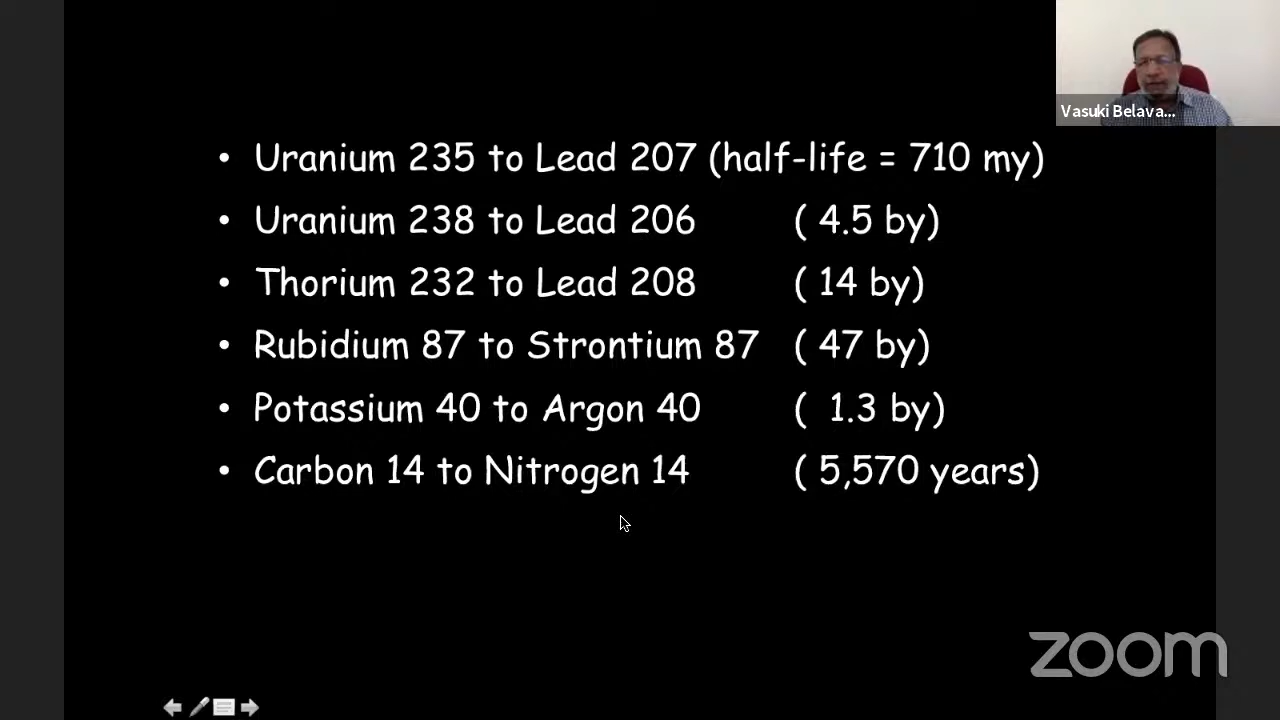 Vasuki Belava...
• Uranium 235 to Lead 207 (half-life = 710 my)
• Uranium 238 to Lead 206 ( 4.5 by)
• Thorium 232 to Lead 208 ( 14 by)
• Rubidium 87 to Strontium 87 ( 47 by)
• Potassium 40 to Argon 40 ( 1.3 by)
• Carbon 14 to Nitrogen 14 ( 5,570 years)
zoom